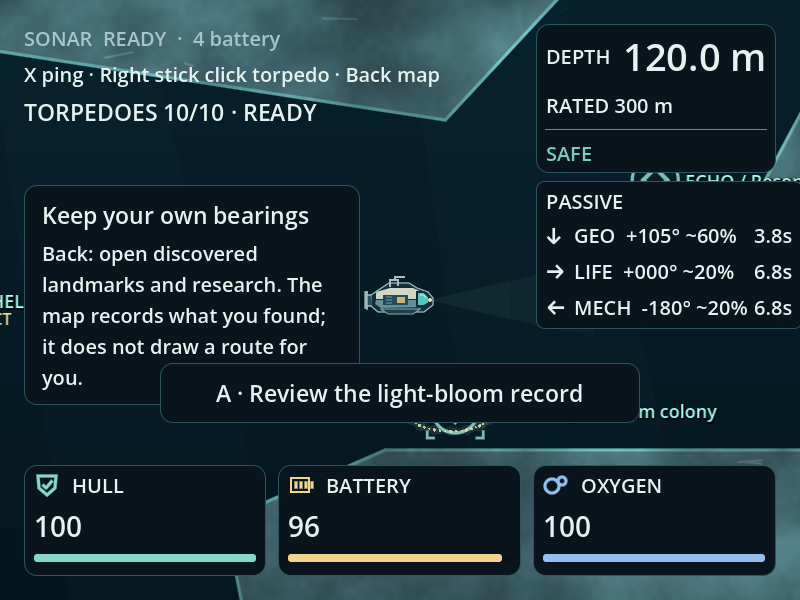 SONAR READY · 4 battery
X ping · Right stick click torpedo · Back map
TORPEDOES 10/10 · READY
DEPTH 120.0 m
RATED 300 m
SAFE
ECHO /
PASSIVE
GEO +105° ~60% 3.8s
LIFE +000° ~20% 6.8s
MECH -180° ~20% 6.8s
Keep your own bearings
Back: open discovered
landmarks and research. The
map records what you found;
it does not draw a route for
you.
A · Review the light-bloom record
colony
HULL
100
BATTERY
96
OXYGEN
100